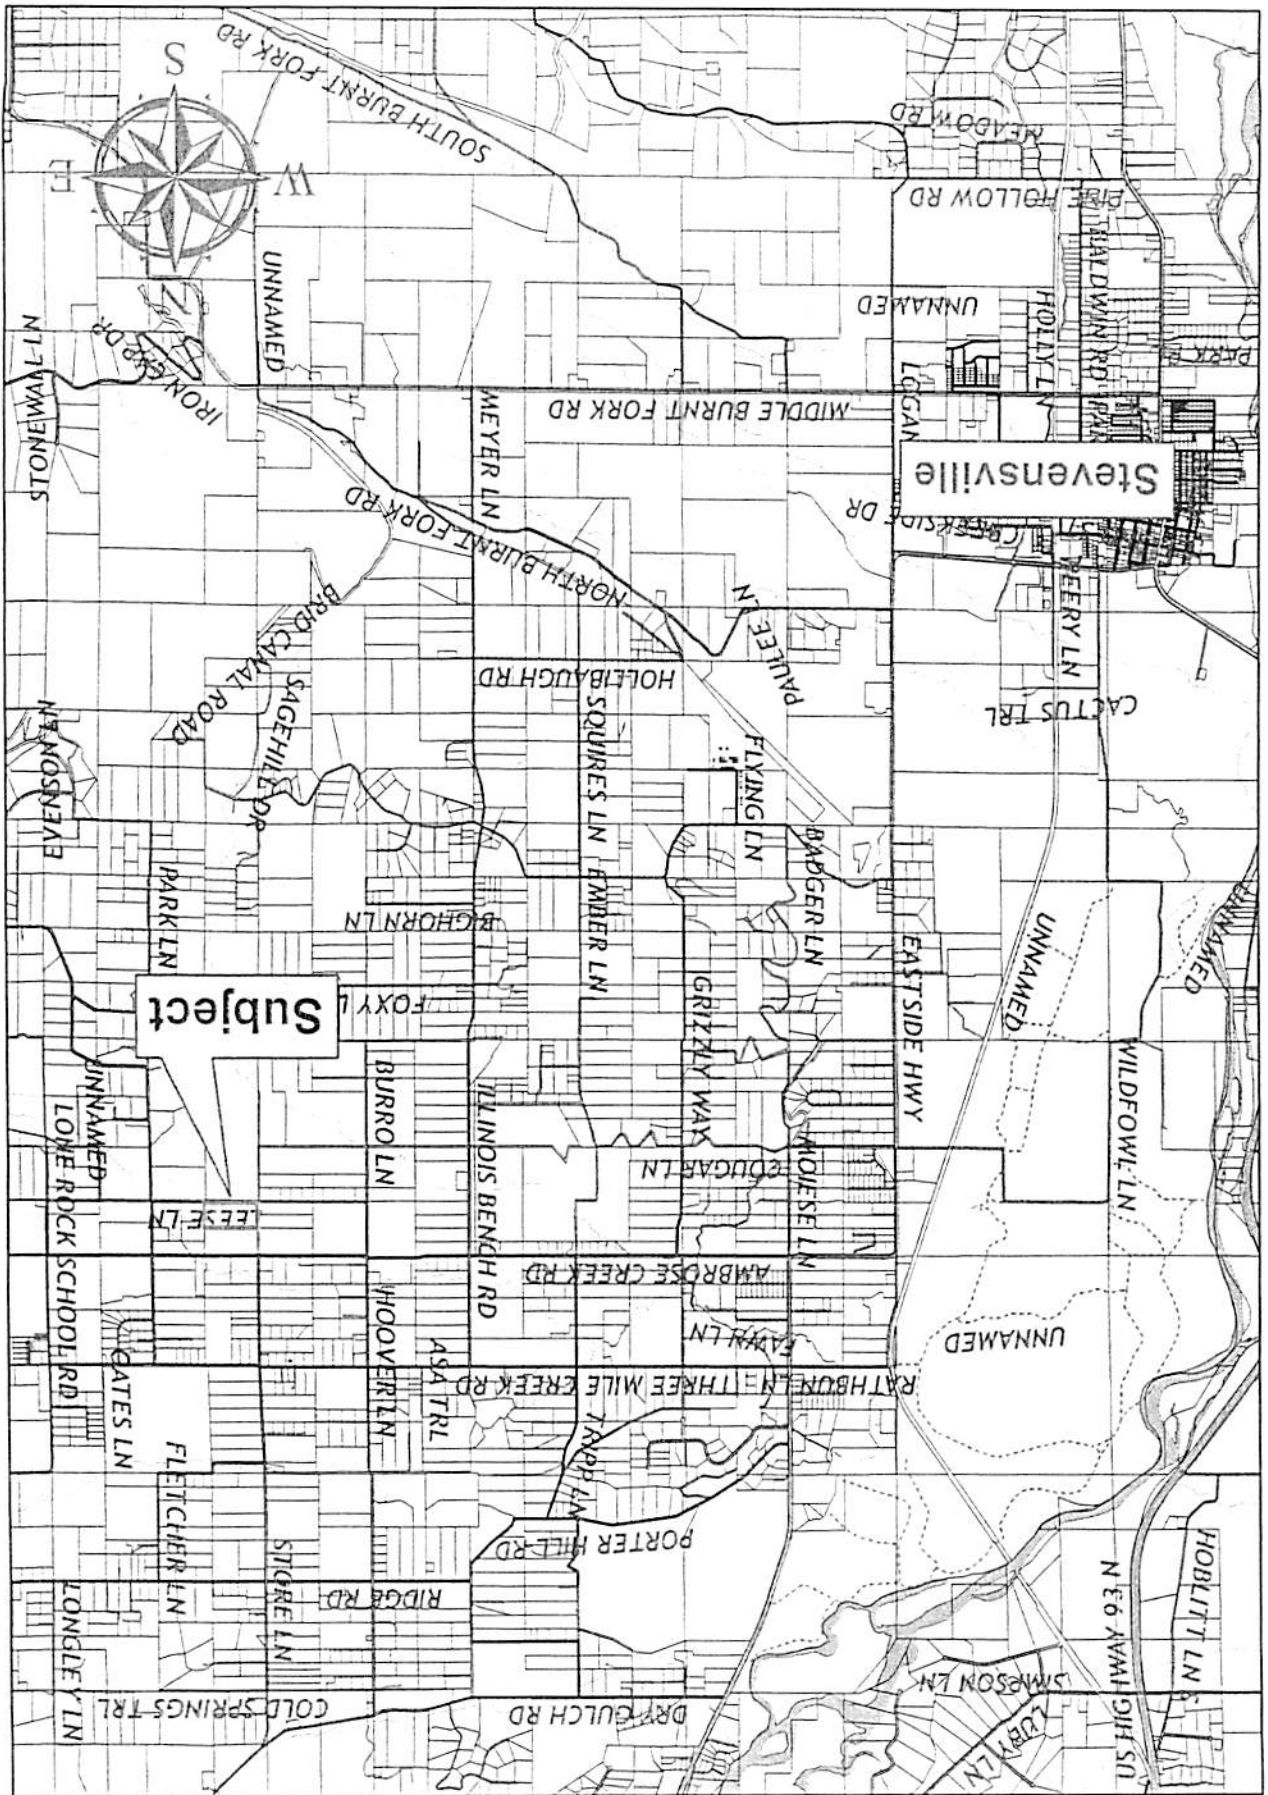 US HIGHWAY 93 N
LUBY LN
SIMPSON LN
DRY GULCH RD
COLD SPRINGS TRL
LONGLEY LN
HOBLITT LN S
PORTER HILL RD
RIDGE RD
STORE LN
FLETCHER LN
TRIPP LN
RATHBUN LN
THREE MILE CREEK RD
ASA TRL
HOOVER LN
GATES LN
LONE ROCK SCHOOL RD
UNNAMED
FAWN LN
AMBROSE CREEK RD
ILLINOIS BENCH RD
LEESE LN
WILDFOWL LN
MOIESE LN
COUGAR LN
BURRO LN
UNNAMED
EASTSIDE HWY
GRIZZLY WAY
FOXY L
Subject
UNNAMED
UNNAMED
BADGER LN
EMBER LN
BIGHORN LN
PARK LN
FLYING LN
SQUIRES LN
SAGEHILL DR
EVENSON LN
CACTUS TRL
PEERY LN
PAULEE LN
HOLLIBAUGH RD
BRID CANAL ROAD
NORTH BURNT FORK RD
CREEKSIDE DR
Stevensville
LOGAN
MEYER LN
STONEWALL LN
MIDDLE BURNT FORK RD
IRON CAP DR
PARK
HOLLY LN
BALDWIN RD
UNNAMED
UNNAMED
N
PINE HOLLOW RD
W
E
MEADOW RD
SOUTH BURNT FORK RD
S